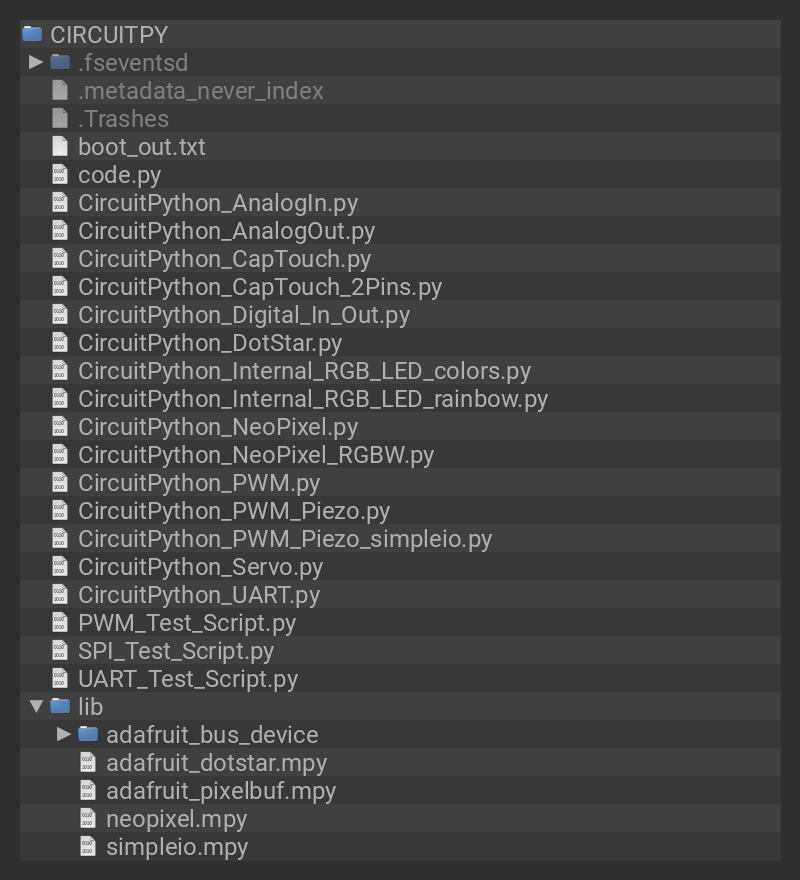 CIRCUITPY
.fseventsd
.metadata_never_index
.Trashes
boot_out.txt
code.py
CircuitPython_AnalogIn.py
CircuitPython_AnalogOut.py
CircuitPython_CapTouch.py
CircuitPython_CapTouch_2Pins.py
CircuitPython_Digital_In_Out.py
CircuitPython_DotStar.py
CircuitPython_Internal_RGB_LED_colors.py
CircuitPython_Internal_RGB_LED_rainbow.py
CircuitPython_NeoPixel.py
CircuitPython_NeoPixel_RGBW.py
CircuitPython_PWM.py
CircuitPython_PWM_Piezo.py
CircuitPython_PWM_Piezo_simpleio.py
CircuitPython_Servo.py
CircuitPython_UART.py
PWM_Test_Script.py
SPI_Test_Script.py
UART_Test_Script.py
lib
adafruit_bus_device
adafruit_dotstar.mpy
adafruit_pixelbuf.mpy
neopixel.mpy
simpleio.mpy